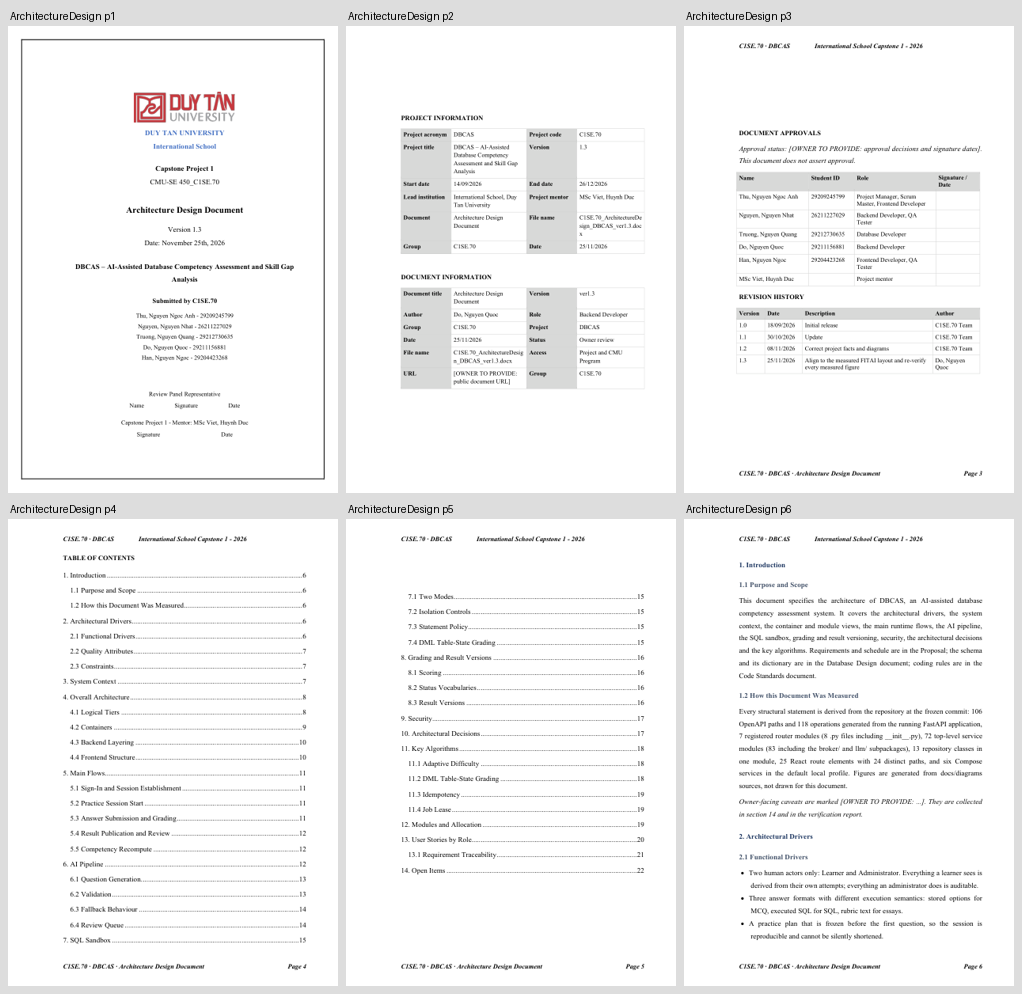 ArchitectureDesign p1
DUY TÂN
UNIVERSITY
DUY TAN UNIVERSITY
International School
Capstone Project 1
CMU-SE 450_C1SE.70
Architecture Design Document
Version 1.3
Date: November 25th, 2026
DBCAS – AI-Assisted Database Competency Assessment and Skill Gap
Analysis
Submitted by C1SE.70
Thu, Nguyen Ngoc Anh - 29209245799
Nguyen, Nguyen Nhat - 26211227029
Truong, Nguyen Quang - 29212730635
Do, Nguyen Quoc - 29211156881
Han, Nguyen Ngoc - 29204423268
Review Panel Representative
Name Signature Date
Capstone Project 1 - Mentor: MSc Viet, Huynh Duc
Signature Date
ArchitectureDesign p2
PROJECT INFORMATION
Project acronym DBCAS Project code C1SE.70
Project title DBCAS – AI-Assisted Version 1.3
Database Competency
Assessment and Skill Gap
Analysis
Start date 14/09/2026 End date 26/12/2026
Lead institution International School, Duy Project mentor MSc Viet, Huynh Duc
Tan University
Document Architecture Design File name C1SE.70_ArchitectureDe
Document sign_DBCAS_ver1.3.doc
x
Group C1SE.70 Date 25/11/2026
DOCUMENT INFORMATION
Document title Architecture Design Version ver1.3
Document
Author Do, Nguyen Quoc Role Backend Developer
Group C1SE.70 Project DBCAS
Date 25/11/2026 Status Owner review
File name C1SE.70_ArchitectureDesig Access Project and CMU
n_DBCAS_ver1.3.docx Program
URL [OWNER TO PROVIDE: Group C1SE.70
public document URL]
ArchitectureDesign p3
C1SE.70 · DBCAS International School Capstone 1 - 2026
DOCUMENT APPROVALS
Approval status: [OWNER TO PROVIDE: approval decisions and signature dates].
This document does not assert approval.
Name Student ID Role Signature /
Date
Thu, Nguyen Ngoc Anh 29209245799 Project Manager, Scrum
Master, Frontend Developer
Nguyen, Nguyen Nhat 26211227029 Backend Developer, QA
Tester
Truong, Nguyen Quang 29212730635 Database Developer
Do, Nguyen Quoc 29211156881 Backend Developer
Han, Nguyen Ngoc 29204423268 Frontend Developer, QA
Tester
MSc Viet, Huynh Duc Project mentor
REVISION HISTORY
Version Date Description Author
1.0 18/09/2026 Initial release C1SE.70 Team
1.1 30/10/2026 Update C1SE.70 Team
1.2 08/11/2026 Correct project facts and diagrams C1SE.70 Team
1.3 25/11/2026 Align to the measured FITAI layout and re-verify Do, Nguyen
every measured figure Quoc
C1SE.70 · DBCAS · Architecture Design Document Page 3
ArchitectureDesign p4
C1SE.70 · DBCAS International School Capstone 1 - 2026
TABLE OF CONTENTS
1. Introduction 6
1.1 Purpose and Scope 6
1.2 How this Document Was Measured 6
2. Architectural Drivers 6
2.1 Functional Drivers 6
2.2 Quality Attributes 7
2.3 Constraints 7
3. System Context 7
4. Overall Architecture 8
4.1 Logical Tiers 8
4.2 Containers 9
4.3 Backend Layering 10
4.4 Frontend Structure 10
5. Main Flows 11
5.1 Sign-In and Session Establishment 11
5.2 Practice Session Start 11
5.3 Answer Submission and Grading 11
5.4 Result Publication and Review 12
5.5 Competency Recompute 12
6. AI Pipeline 12
6.1 Question Generation 13
6.2 Validation 13
6.3 Fallback Behaviour 14
6.4 Review Queue 14
7. SQL Sandbox 15
C1SE.70 · DBCAS · Architecture Design Document Page 4
ArchitectureDesign p5
C1SE.70 · DBCAS International School Capstone 1 - 2026
7.1 Two Modes 15
7.2 Isolation Controls 15
7.3 Statement Policy 15
7.4 DML Table-State Grading 15
8. Grading and Result Versions 16
8.1 Scoring 16
8.2 Status Vocabularies 16
8.3 Result Versions 16
9. Security 17
10. Architectural Decisions 17
11. Key Algorithms 18
11.1 Adaptive Difficulty 18
11.2 DML Table-State Grading 18
11.3 Idempotency 19
11.4 Job Lease 19
12. Modules and Allocation 19
13. User Stories by Role 20
13.1 Requirement Traceability 21
14. Open Items 22
C1SE.70 · DBCAS · Architecture Design Document Page 5
ArchitectureDesign p6
C1SE.70 · DBCAS International School Capstone 1 - 2026
1. Introduction
1.1 Purpose and Scope
This document specifies the architecture of DBCAS, an AI-assisted database
competency assessment system. It covers the architectural drivers, the system
context, the container and module views, the main runtime flows, the AI pipeline,
the SQL sandbox, grading and result versioning, security, the architectural decisions
and the key algorithms. Requirements and schedule are in the Proposal; the schema
and its dictionary are in the Database Design document; coding rules are in the
Code Standards document.
1.2 How this Document Was Measured
Every structural statement is derived from the repository at the frozen commit: 106
OpenAPI paths and 118 operations generated from the running FastAPI application,
7 registered router modules (8 .py files including __init__.py), 72 top-level service
modules (83 including the broker/ and llm/ subpackages), 13 repository classes in
one module, 25 React route elements with 24 distinct paths, and six Compose
services in the default local profile. Figures are generated from docs/diagrams
sources, not drawn for this document.
Owner-facing caveats are marked [OWNER TO PROVIDE: ...]. They are collected
in section 14 and in the verification report.
2. Architectural Drivers
2.1 Functional Drivers
• Two human actors only: Learner and Administrator. Everything a learner sees is
derived from their own attempts; everything an administrator does is auditable.
• Three answer formats with different execution semantics: stored options for
MCQ, executed SQL for SQL, rubric text for essays.
• A practice plan that is frozen before the first question, so the session is
reproducible and cannot be silently shortened.
C1SE.70 · DBCAS · Architecture Design Document Page 6